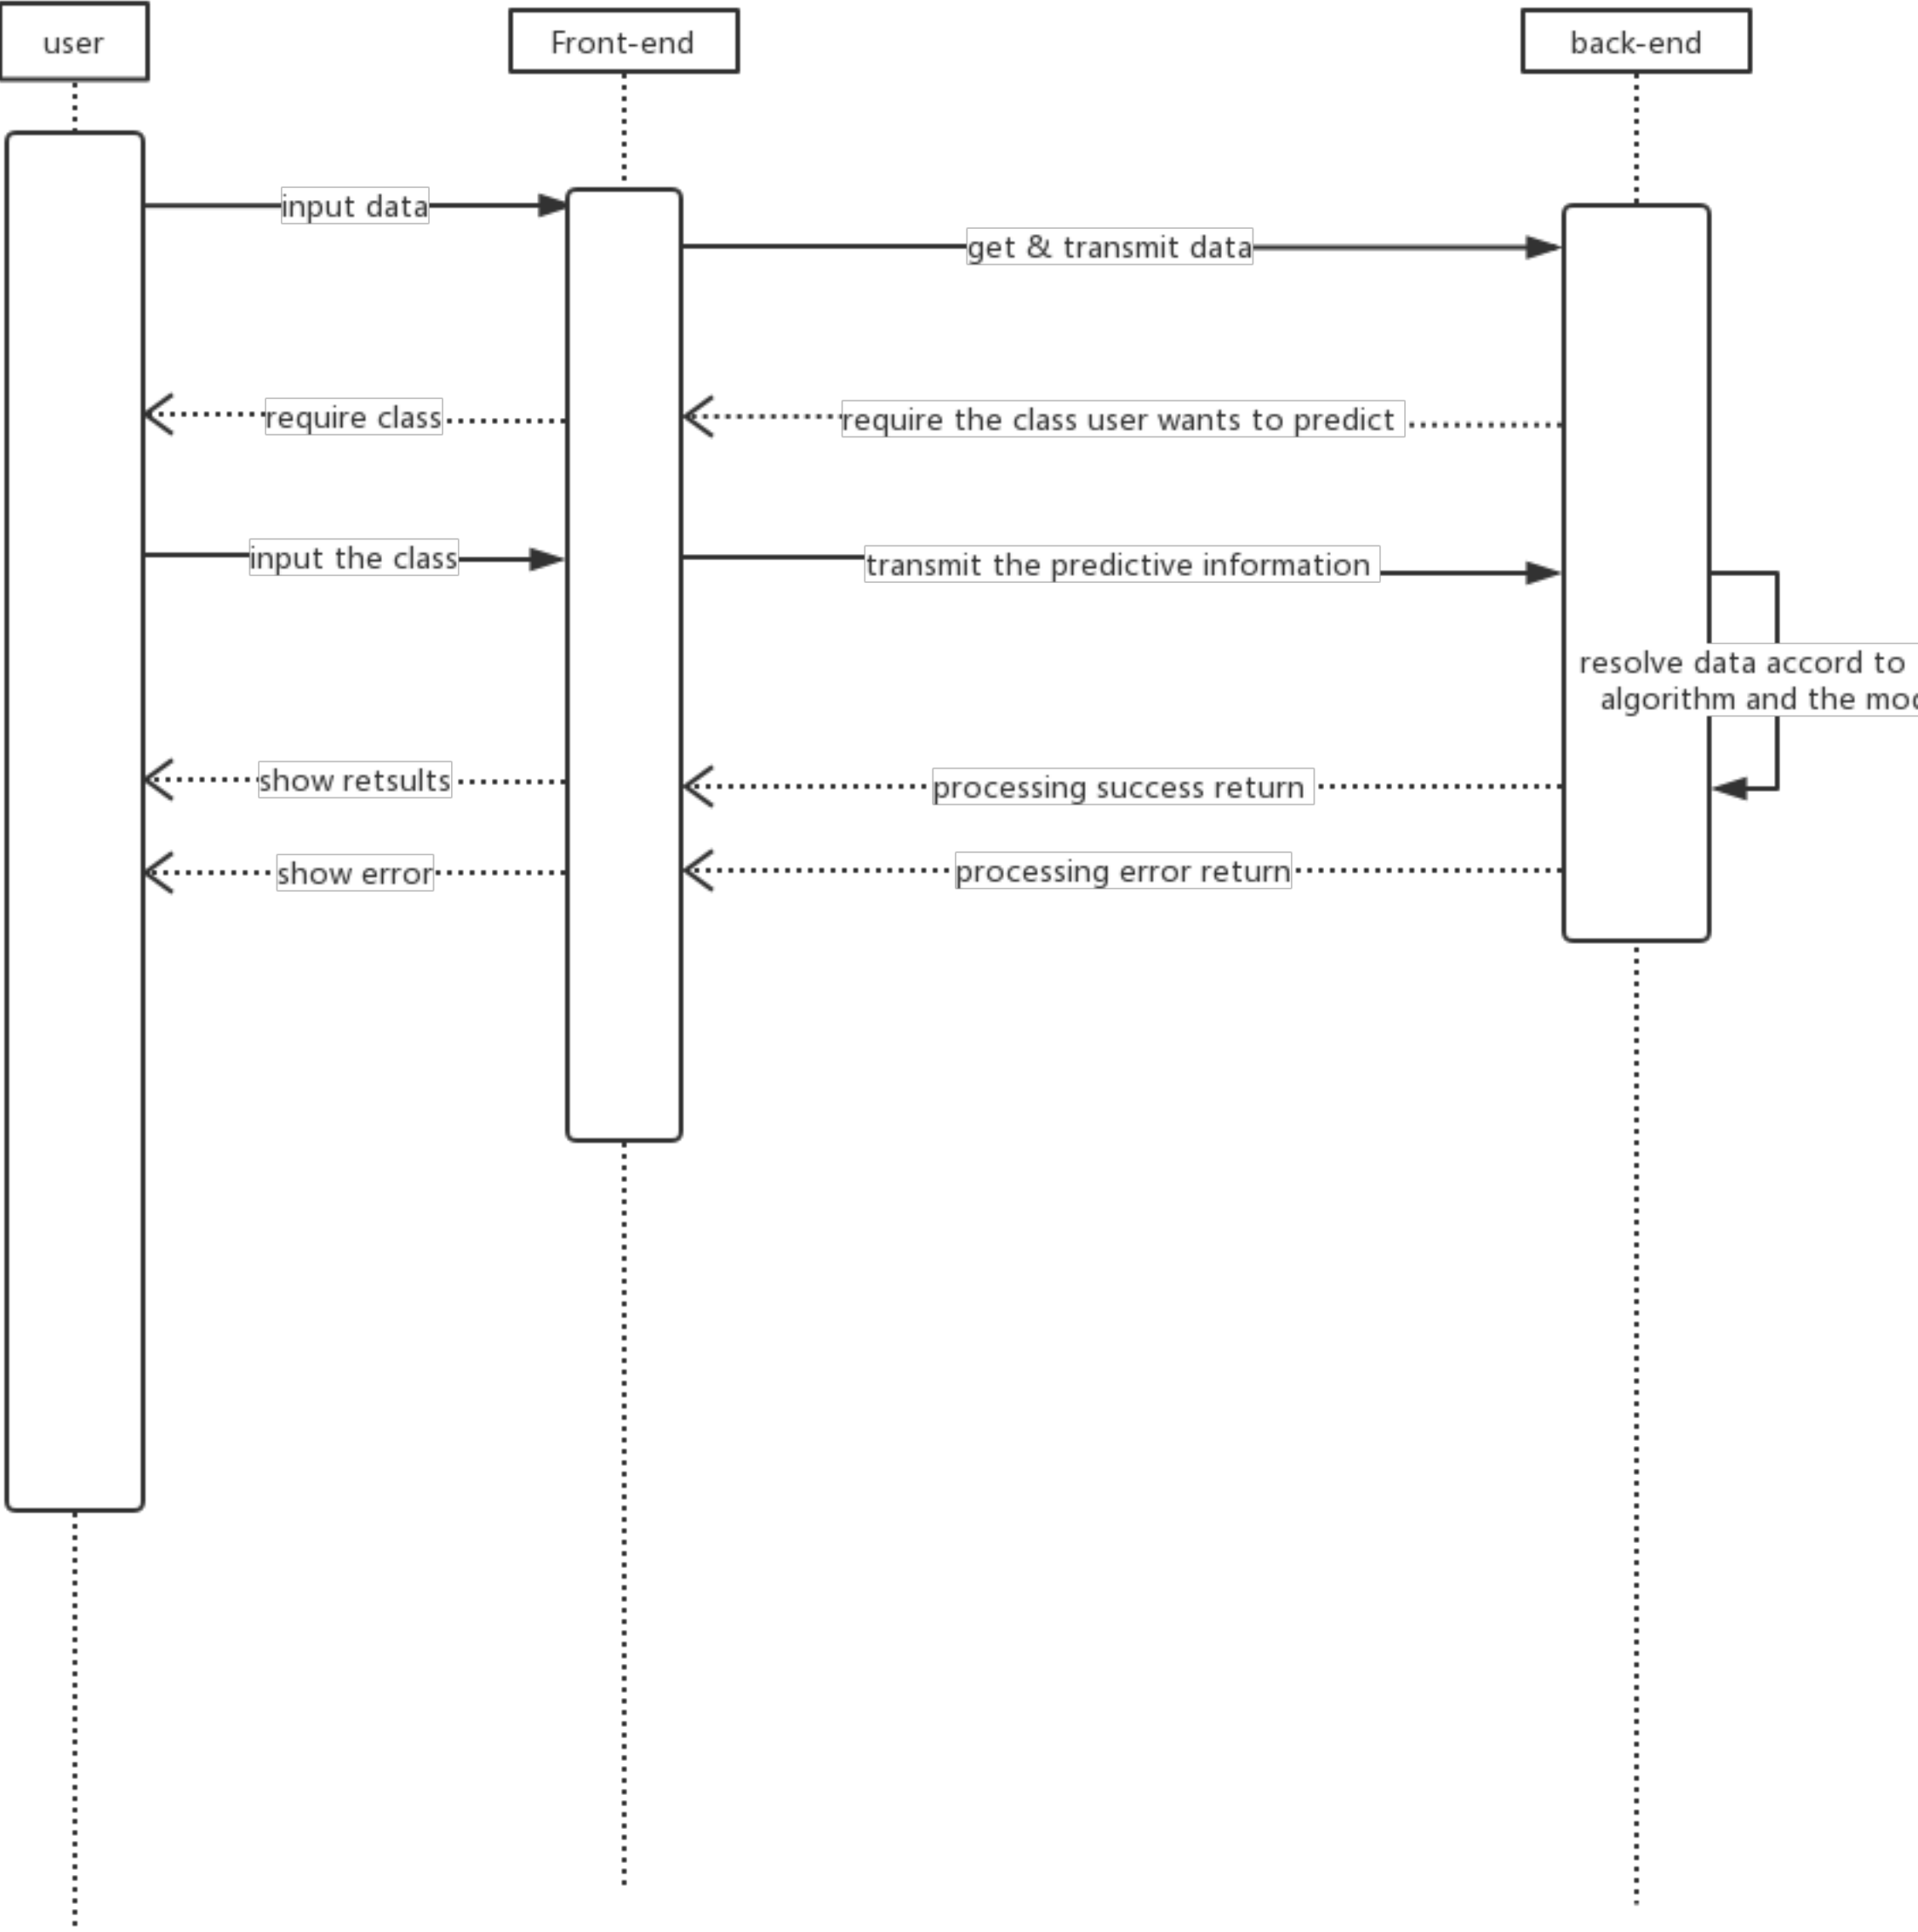 user
Front-end
back-end
input data
get & transmit data
require class
require the class user wants to predict
input the class
transmit the predictive information
resolve data accord to
algorithm and the
show retsults
processing success return
show error
processing error return